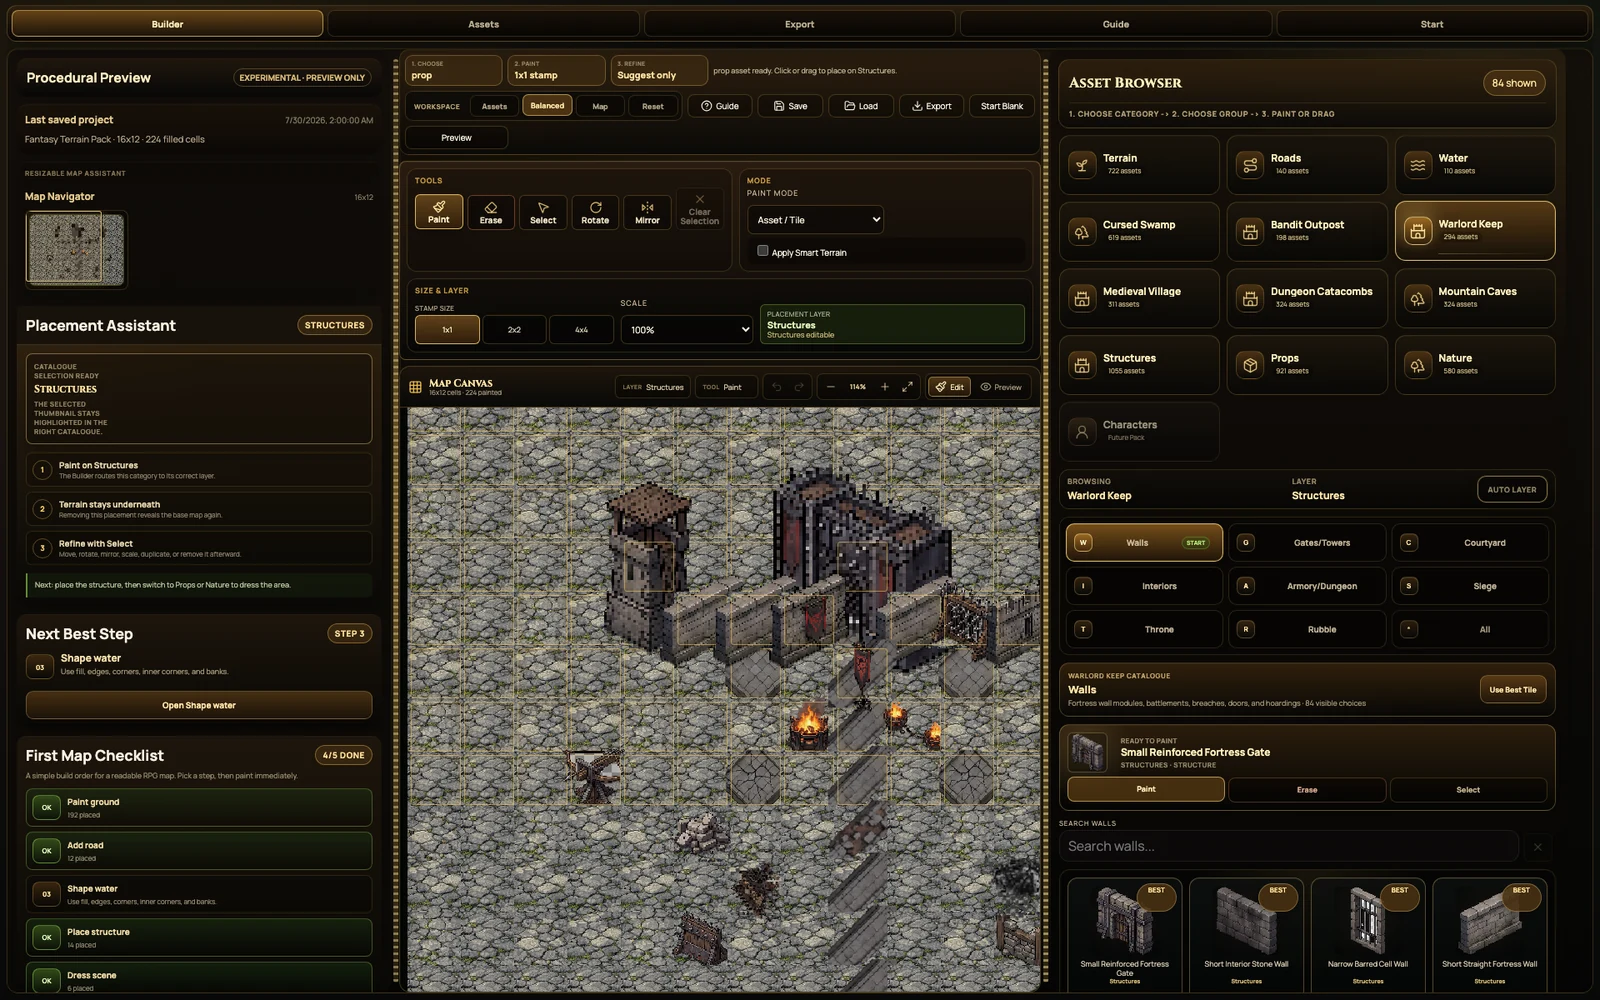 Builder
Assets
Export
Guide
Start
Procedural Preview
EXPERIMENTAL · PREVIEW ONLY
Last saved project
7/30/2026, 2:00:00 AM
Fantasy Terrain Pack · 16x12 · 224 filled cells
RESIZABLE MAP ASSISTANT
Map Navigator
16x12
Placement Assistant
STRUCTURES
CATALOGUE
SELECTION READY
STRUCTURES
THE SELECTED
THUMBNAIL STAYS
HIGHLIGHTED IN THE
RIGHT CATALOGUE.
1
Paint on Structures
The Builder routes this category to its correct layer.
2
Terrain stays underneath
Removing this placement reveals the base map again.
3
Refine with Select
Move, rotate, mirror, scale, duplicate, or remove it afterward.
Next: place the structure, then switch to Props or Nature to dress the area.
Next Best Step
STEP 3
03
Shape water
Use fill, edges, corners, inner corners, and banks.
Open Shape water
First Map Checklist
4/5 DONE
A simple build order for a readable RPG map. Pick a step, then paint immediately.
OK
Paint ground
192 placed
OK
Add road
12 placed
03
Shape water
Use fill, edges, corners, inner corners, and banks.
OK
Place structure
14 placed
OK
Dress scene
6 placed
1. CHOOSE
prop
2. PAINT
1x1 stamp
3. REFINE
Suggest only
prop asset ready. Click or drag to place on Structures.
WORKSPACE
Assets
Balanced
Map
Reset
Guide
Save
Load
Export
Start Blank
Preview
TOOLS
Paint
Erase
Select
Rotate
Mirror
Clear
Selection
MODE
PAINT MODE
Asset / Tile
Apply Smart Terrain
SIZE & LAYER
STAMP SIZE
1x1
2x2
4x4
SCALE
100%
PLACEMENT LAYER
Structures
Structures editable
MAP CANVAS
16x12 cells · 224 painted
LAYER Structures
TOOL Paint
114%
Edit
Preview
ASSET BROWSER
84 shown
1. CHOOSE CATEGORY -> 2. CHOOSE GROUP -> 3. PAINT OR DRAG
Terrain
722 assets
Roads
140 assets
Water
110 assets
Cursed Swamp
619 assets
Bandit Outpost
198 assets
Warlord Keep
294 assets
Medieval Village
311 assets
Dungeon Catacombs
324 assets
Mountain Caves
324 assets
Structures
1055 assets
Props
921 assets
Nature
580 assets
Characters
Future Pack
BROWSING
Warlord Keep
LAYER
Structures
AUTO LAYER
W
Walls
START
G
Gates/Towers
C
Courtyard
I
Interiors
A
Armory/Dungeon
S
Siege
T
Throne
R
Rubble
*
All
WARLORD KEEP CATALOGUE
Walls
Fortress wall modules, battlements, breaches, doors, and hoardings · 84 visible choices
Use Best Tile
READY TO PAINT
Small Reinforced Fortress Gate
STRUCTURES · STRUCTURE
Paint
Erase
Select
SEARCH WALLS
Search walls...
BEST
Small Reinforced Fortress
Gate
Structures
BEST
Short Interior Stone Wall
Structures
BEST
Narrow Barred Cell Wall
Structures
BEST
Short Straight Fortress Wall
Structures